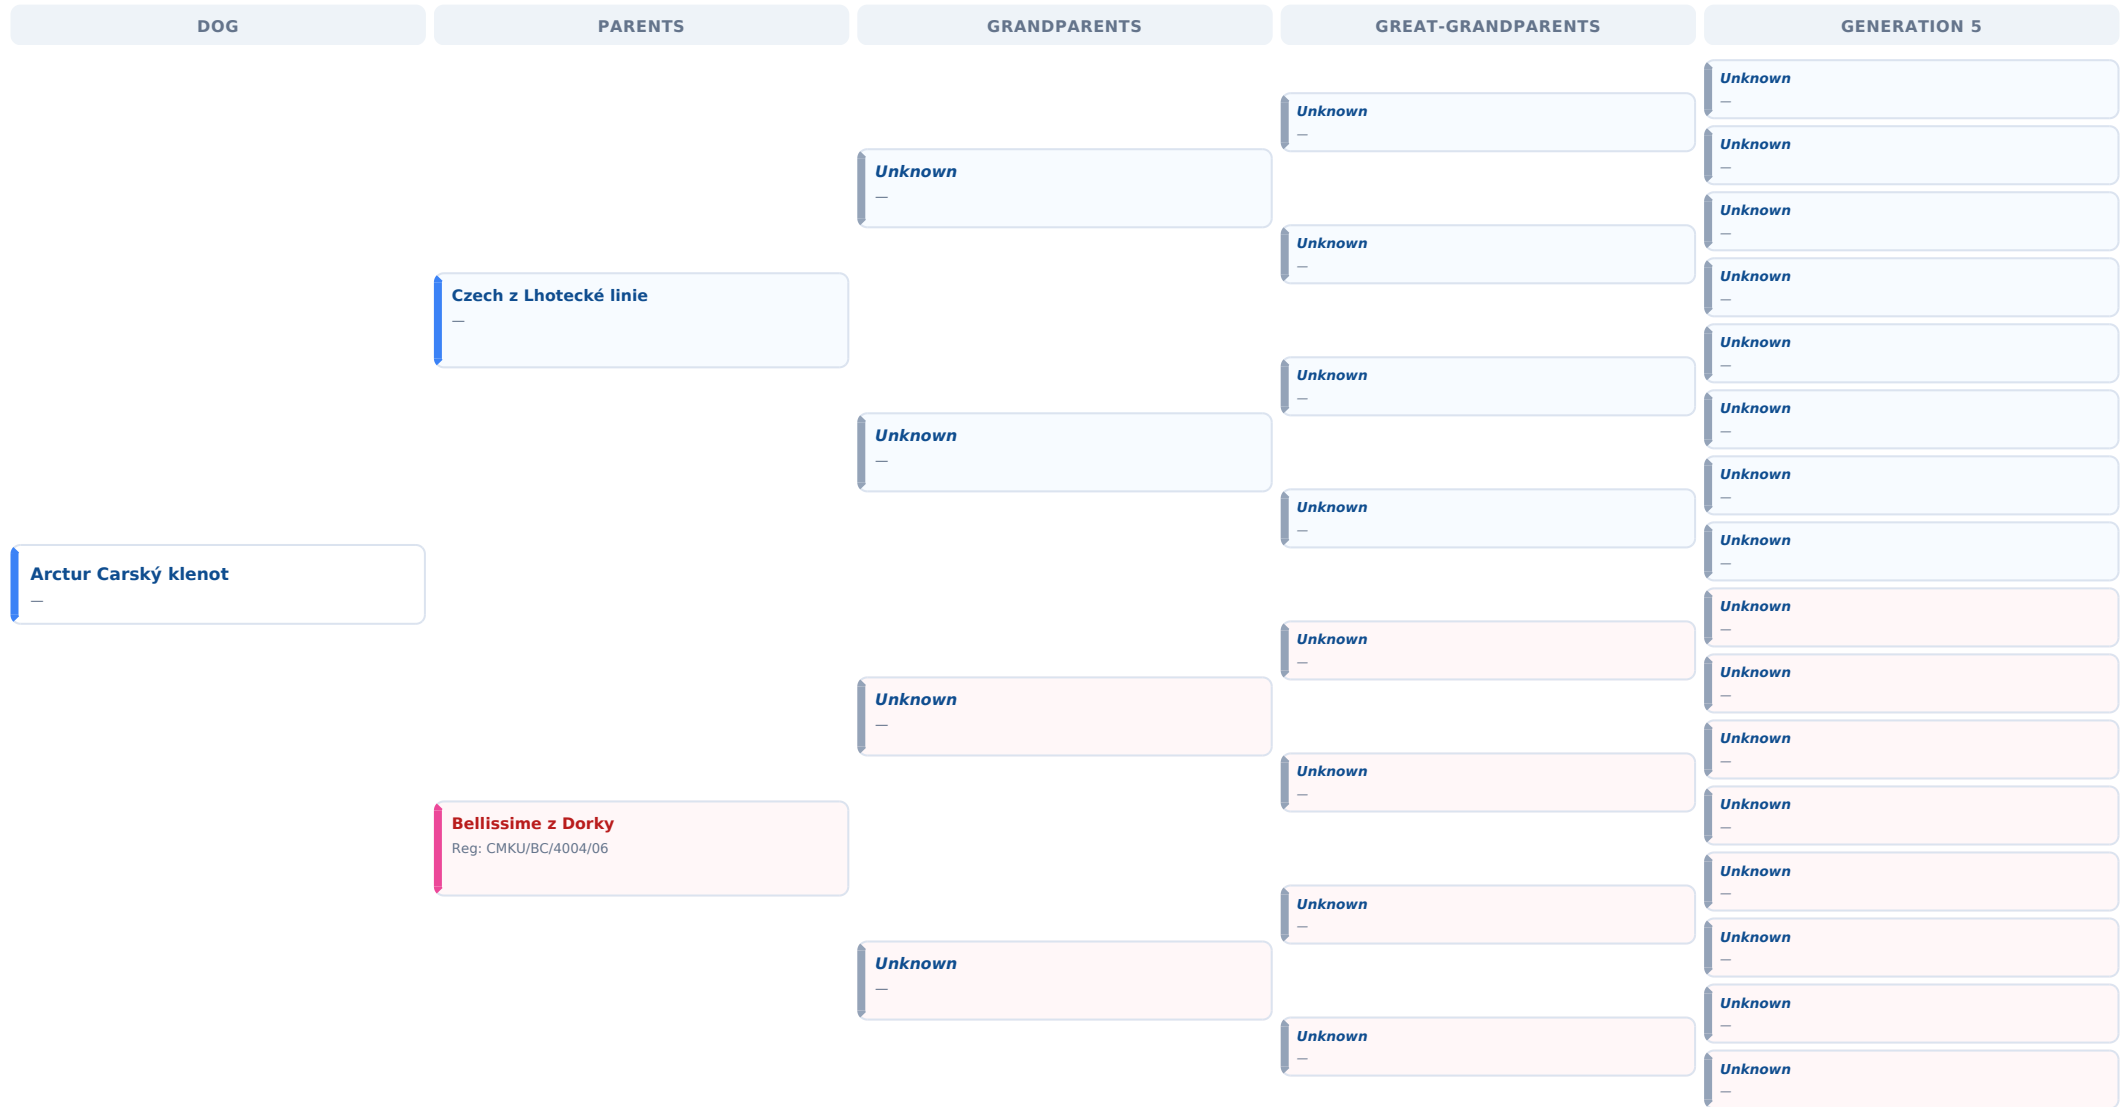 DOG
PARENTS
GRANDPARENTS
GREAT-GRANDPARENTS
GENERATION 5
Arctur Carský klenot
—
Czech z Lhotecké linie
—
Bellissime z Dorky
Reg: CMKU/BC/4004/06
Unknown
—
Unknown
—
Unknown
—
Unknown
—
Unknown
—
Unknown
—
Unknown
—
Unknown
—
Unknown
—
Unknown
—
Unknown
—
Unknown
—
Unknown
—
Unknown
—
Unknown
—
Unknown
—
Unknown
—
Unknown
—
Unknown
—
Unknown
—
Unknown
—
Unknown
—
Unknown
—
Unknown
—
Unknown
—
Unknown
—
Unknown
—
Unknown
—